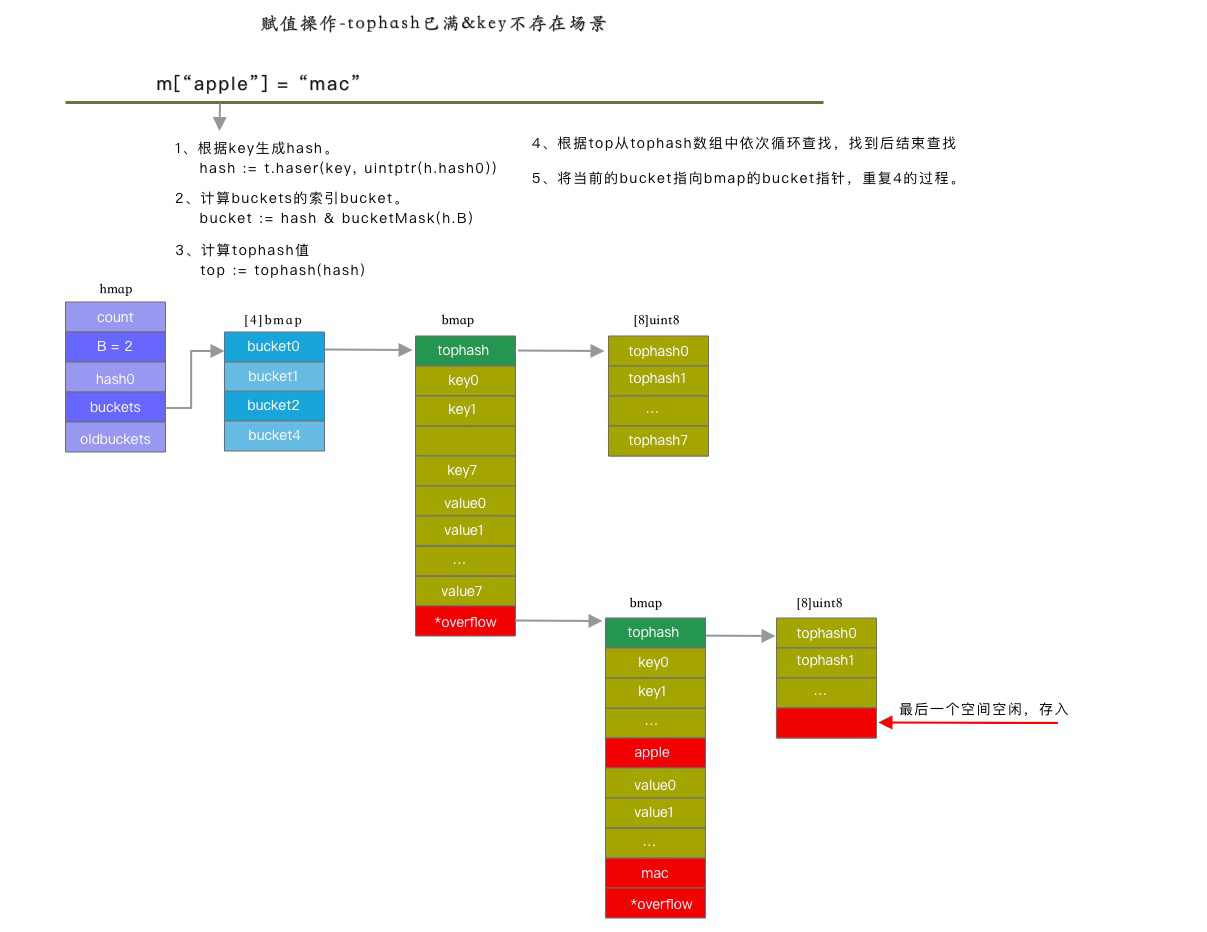 赋值操作-tophash已满&key不存在场景
m[“apple”] = “mac”
1、根据key生成hash。
hash := t.haser(key, uintptr(h.hash0))
2、计算buckets的索引bucket。
bucket := hash & bucketMask(h.B)
3、计算tophash值
top := tophash(hash)
4、根据top从tophash数组中依次循环查找，找到后结束查找
5、将当前的bucket指向bmap的bucket指针，重复4的过程。
hmap
count
B = 2
hash0
buckets
oldbuckets
[4]bmap
bucket0
bucket1
bucket2
bucket4
bmap
tophash
key0
key1
key7
value0
value1
...
value7
*overflow
[8]uint8
tophash0
tophash1
...
tophash7
bmap
tophash
key0
key1
...
apple
value0
value1
...
mac
*overflow
[8]uint8
tophash0
tophash1
...
最后一个空间空闲，存入